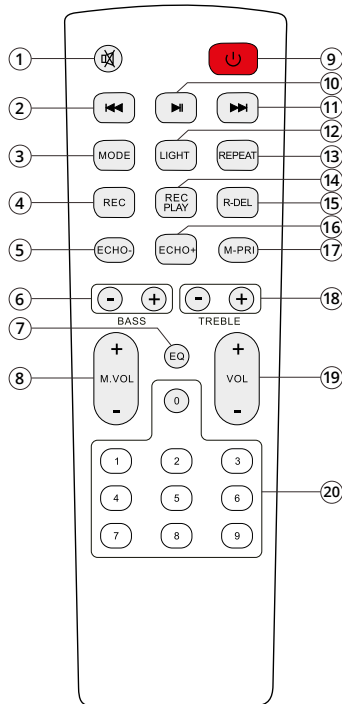 1 9
10
2 11
12
3 MODE LIGHT REPEAT 13
14
4 REC REC PLAY R-DEL 15
16
5 ECHO- ECHO+ M-PRI 17
6 - + - + 18
BASS TREBLE
7 EQ
+ +
8 M.VOL VOL 19
- -
0
1 2 3
4 5 6 20
7 8 9